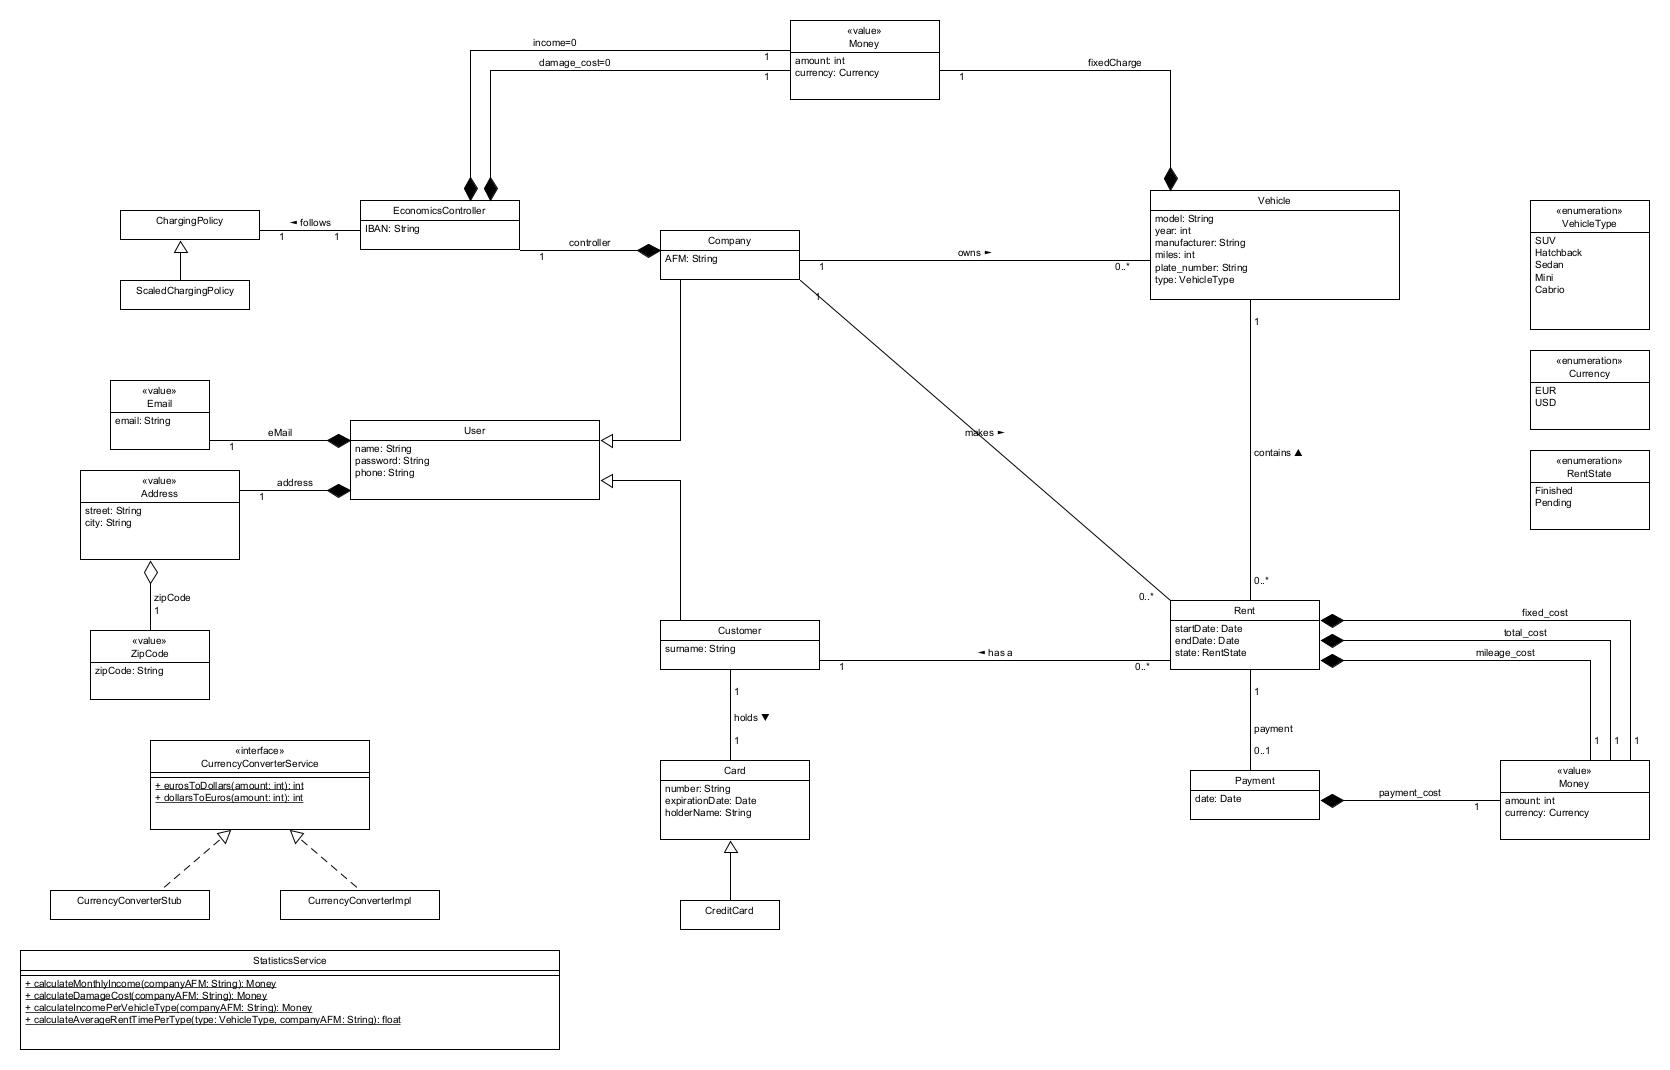 «value»
Money
amount: int
currency: Currency
income=0
1
damage_cost=0
1
fixedCharge
1
ChargingPolicy
◄ follows
1
1
ScaledChargingPolicy
EconomicsController
IBAN: String
controller
1
Company
AFM: String
owns ►
1
0..*
Vehicle
model: String
year: int
manufacturer: String
miles: int
plate_number: String
type: VehicleType
«enumeration»
VehicleType
SUV
Hatchback
Sedan
Mini
Cabrio
«enumeration»
Currency
EUR
USD
«enumeration»
RentState
Finished
Pending
1
makes ►
0..*
1
contains ▲
0..*
«value»
Email
email: String
eMail
1
User
name: String
password: String
phone: String
«value»
Address
street: String
city: String
address
1
zipCode
1
«value»
ZipCode
zipCode: String
Customer
surname: String
◄ has a
1
0..*
Rent
startDate: Date
endDate: Date
state: RentState
fixed_cost
total_cost
mileage_cost
1
1
1
1
holds ▼
1
1
payment
0..1
Card
number: String
expirationDate: Date
holderName: String
CreditCard
Payment
date: Date
payment_cost
1
«value»
Money
amount: int
currency: Currency
«interface»
CurrencyConverterService
+ eurosToDollars(amount: int): int
+ dollarsToEuros(amount: int): int
CurrencyConverterStub
CurrencyConverterImpl
StatisticsService
+ calculateMonthlyIncome(companyAFM: String): Money
+ calculateDamageCost(companyAFM: String): Money
+ calculateIncomePerVehicleType(companyAFM: String): Money
+ calculateAverageRentTimePerType(type: VehicleType, companyAFM: String): float